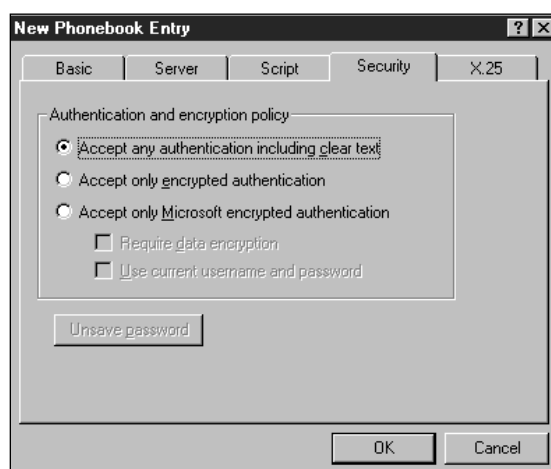 New Phonebook Entry
Basic Server Script Security X.25
Authentication and encryption policy
Accept any authentication including clear text
Accept only encrypted authentication
Accept only Microsoft encrypted authentication
Require data encryption
Use current username and password
Unsave password
OK Cancel